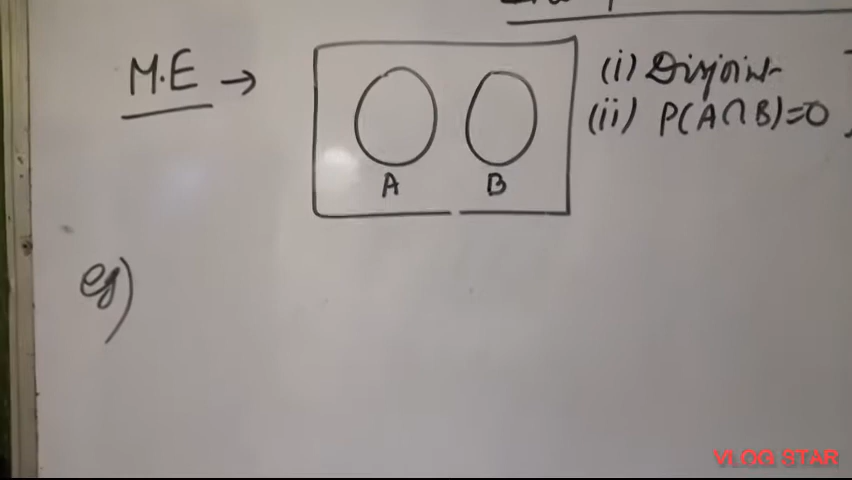 M.E → (i) Disjoint
(ii) P(A∩B)=0
A B
eg)
VLOG STAR